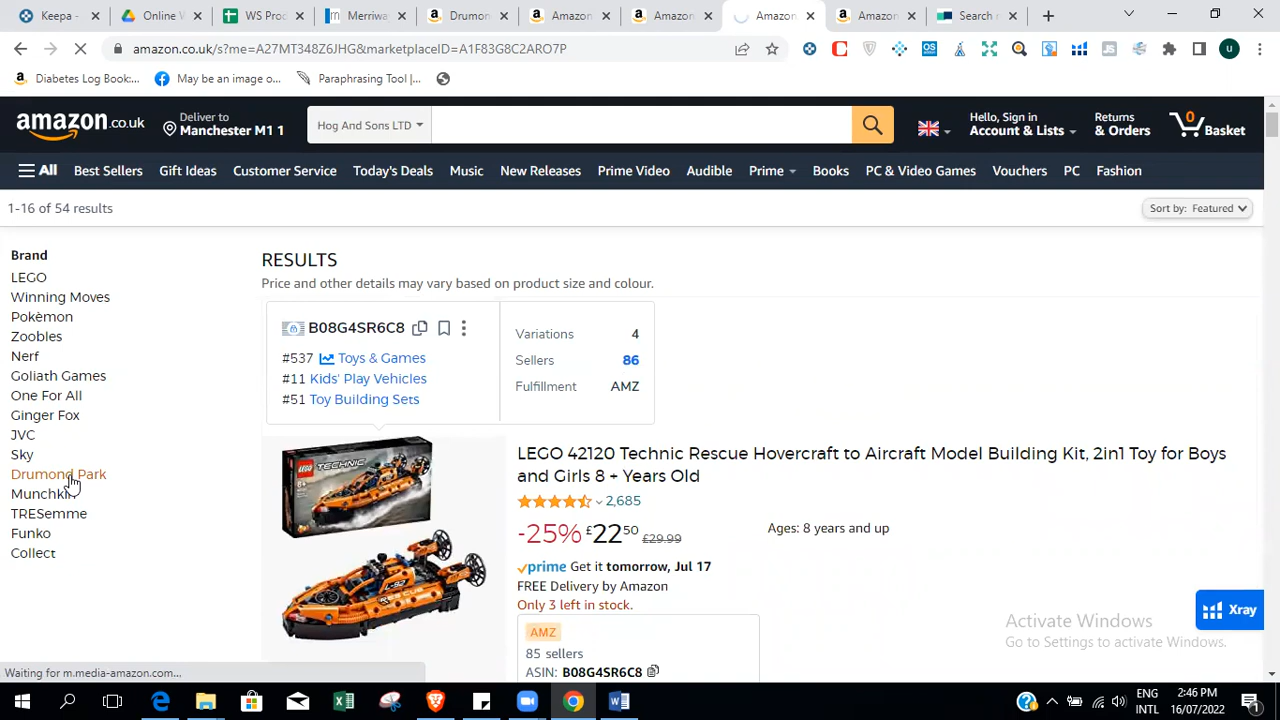 Keepa -
Online W
WS Pro
Merriwe
Drumon
Amazon
Amazon
Amazon
Amazon
Search r
amazon.co.uk/s?me=A27MT348Z6JHG&marketplaceID=A1F83G8C2ARO7P
Diabetes Log Book:...
May be an image o...
Paraphrasing Tool |...
amazon.co.uk
Deliver to
Manchester M1 1
Hog And Sons LTD
Hello, Sign in
Account & Lists
Returns
& Orders
0
Basket
All
Best Sellers
Gift Ideas
Customer Service
Today's Deals
Music
New Releases
Prime Video
Audible
Prime
Books
PC & Video Games
Vouchers
PC
Fashion
1-16 of 54 results
Sort by: Featured
Brand
LEGO
Winning Moves
Pokèmon
Zoobles
Nerf
Goliath Games
One For All
Ginger Fox
JVC
Sky
Drumond Park
Munchkin
TRESemme
Funko
Collect
RESULTS
Price and other details may vary based on product size and colour.
B08G4SR6C8
#537 Toys & Games
#11 Kids' Play Vehicles
#51 Toy Building Sets
Variations 4
Sellers 86
Fulfillment AMZ
LEGO
TECHNIC
RESCUE
LEGO 42120 Technic Rescue Hovercraft to Aircraft Model Building Kit, 2in1 Toy for Boys
and Girls 8 + Years Old
2,685
-25% £22 50 £29.99
Ages: 8 years and up
prime Get it tomorrow, Jul 17
FREE Delivery by Amazon
Only 3 left in stock.
AMZ
85 sellers
ASIN: B08G4SR6C8
Xray
Activate Windows
Go to Settings to activate Windows.
Waiting for m.media-amazon.com...
ENG
INTL
2:46 PM
16/07/2022
1